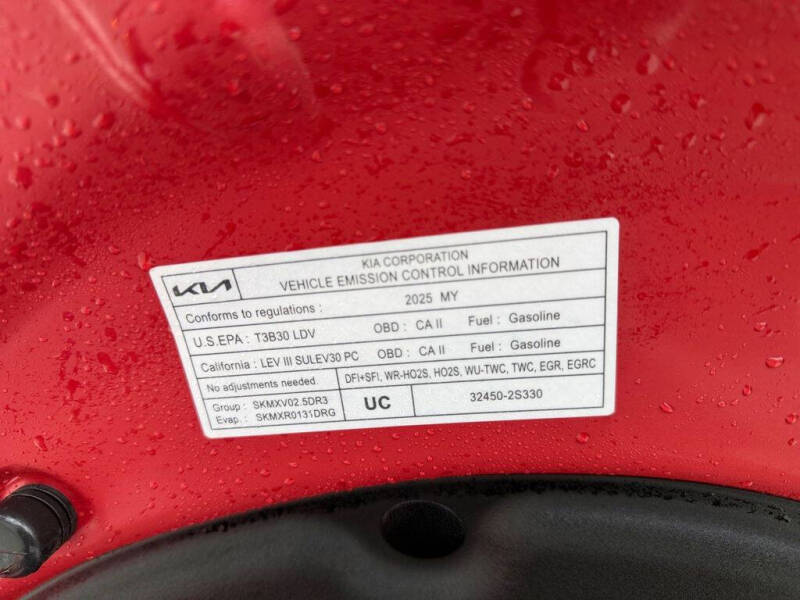 KIA CORPORATION
KIA VEHICLE EMISSION CONTROL INFORMATION
Conforms to regulations : 2025 MY
U.S.EPA : T3B30 LDV OBD : CA II Fuel : Gasoline
California : LEV III SULEV30 PC OBD : CA II Fuel : Gasoline
No adjustments needed. DFI+SFI, WR-HO2S, HO2S, WU-TWC, TWC, EGR, EGRC
Group : SKMXV02.5DR3 UC 32450-2S330
Evap. : SKMXR0131DRG